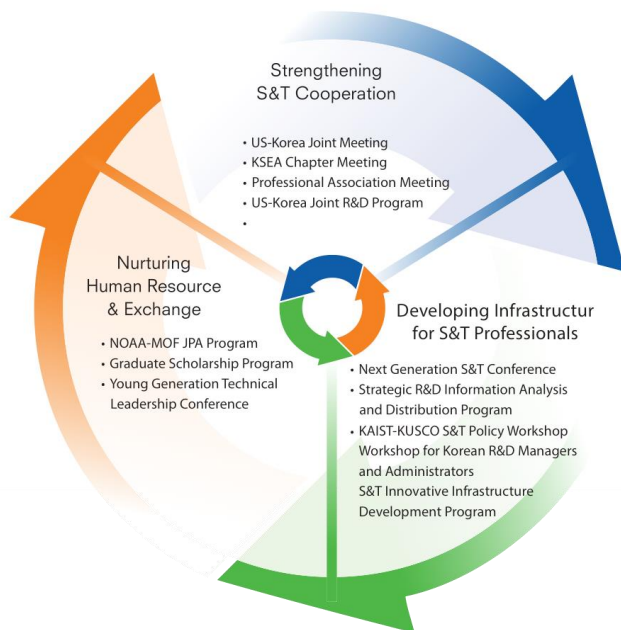 Strengthening
S&T Cooperation
• US-Korea Joint Meeting
• KSEA Chapter Meeting
• Professional Association Meeting
• US-Korea Joint R&D Program
•
Nurturing
Human Resource
& Exchange
• NOAA-MOF JPA Program
• Graduate Scholarship Program
• Young Generation Technical
Leadership Conference
Developing Infrastructur
for S&T Professionals
• Next Generation S&T Conference
• Strategic R&D Information Analysis
and Distribution Program
• KAIST-KUSCO S&T Policy Workshop
Workshop for Korean R&D Managers
and Administrators
S&T Innovative Infrastructure
Development Program